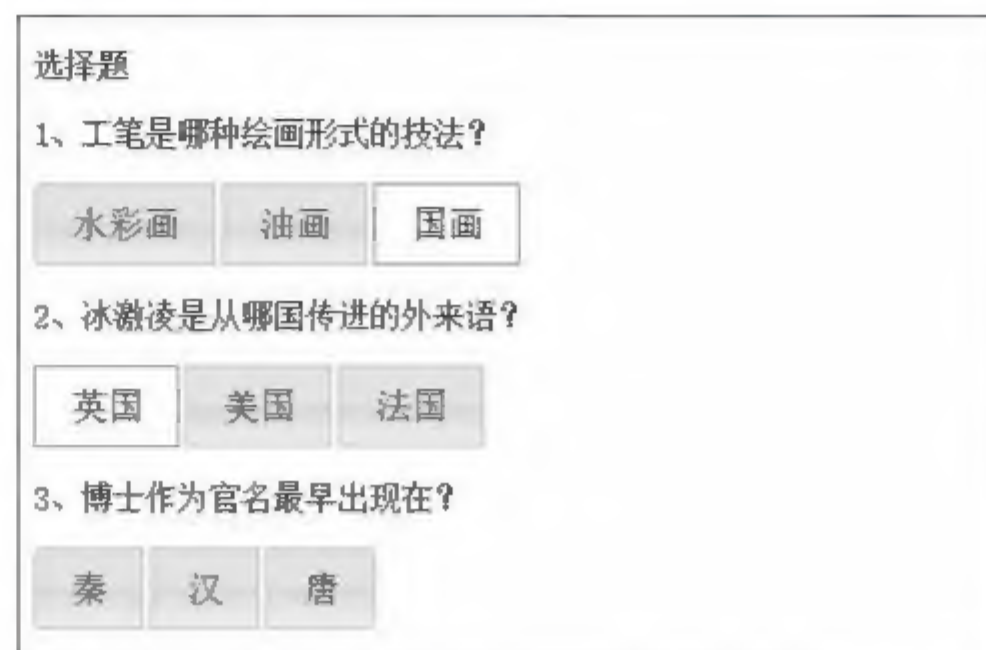 选择题
1、工笔是哪种绘画形式的技法?
水彩画 油画 国画
2、冰激凌是从哪国传进的外来语?
英国 美国 法国
3、博士作为官名最早出现在?
秦 汉 唐